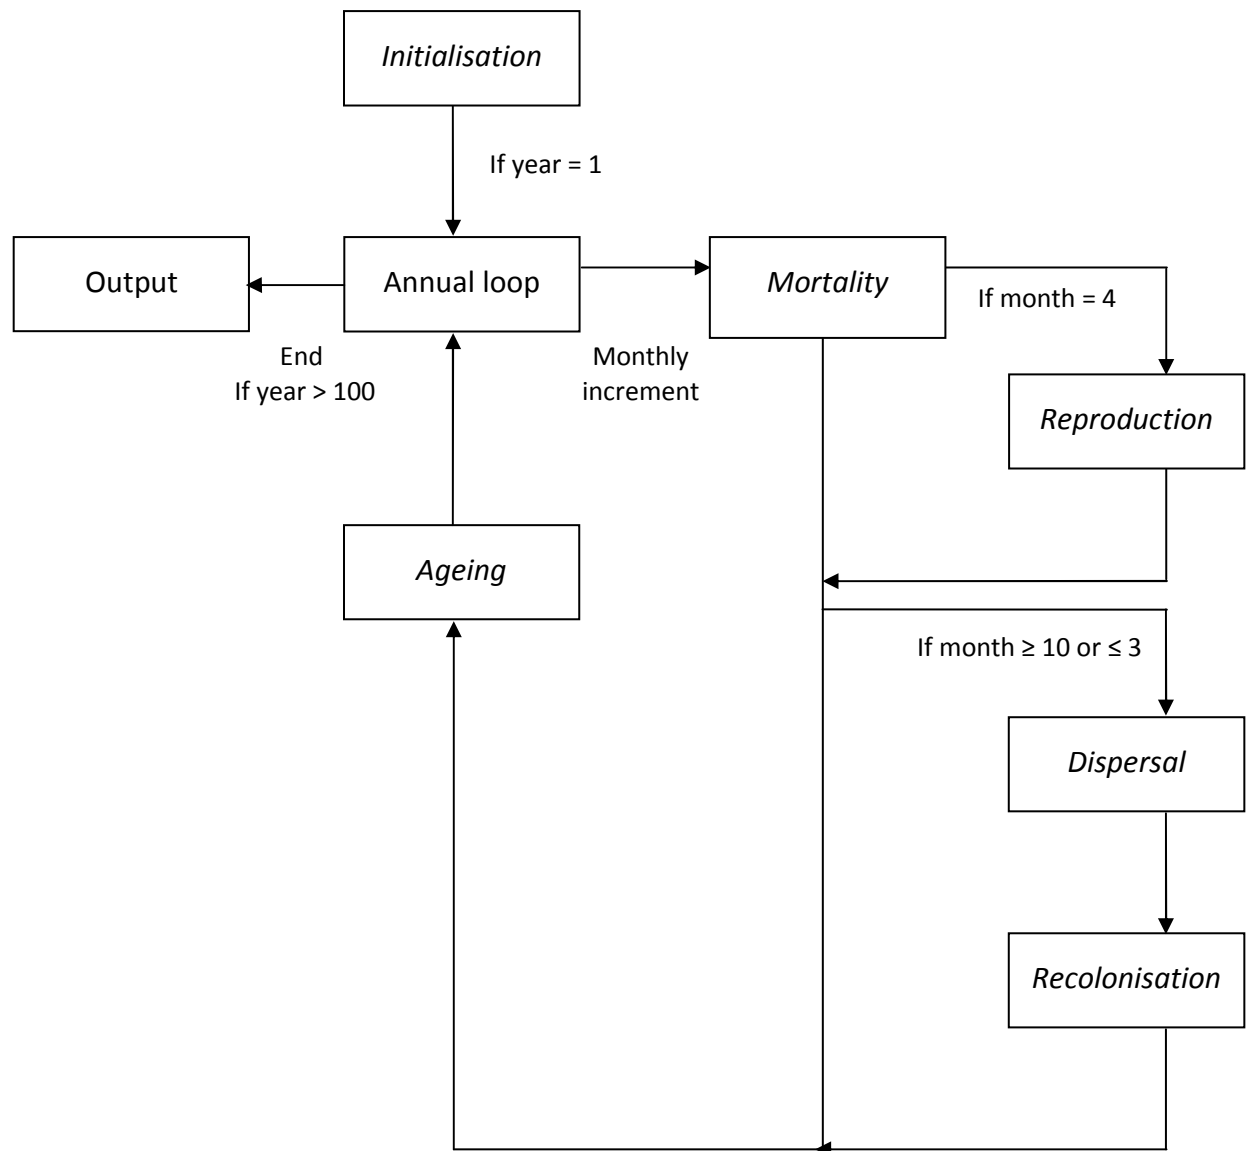 Initialisation
If year = 1
Output
Annual loop
Mortality
If month = 4
End
If year > 100
Monthly
increment
Reproduction
Ageing
If month ≥ 10 or ≤ 3
Dispersal
Recolonisation